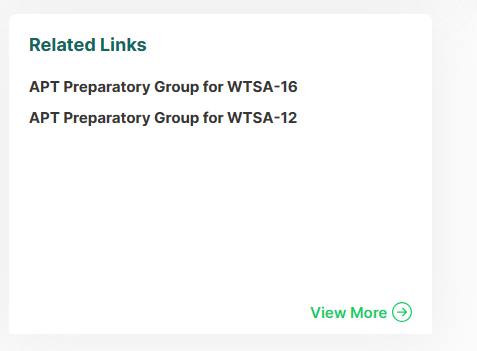 Related Links
APT Preparatory Group for WTSA-16
APT Preparatory Group for WTSA-12
View More